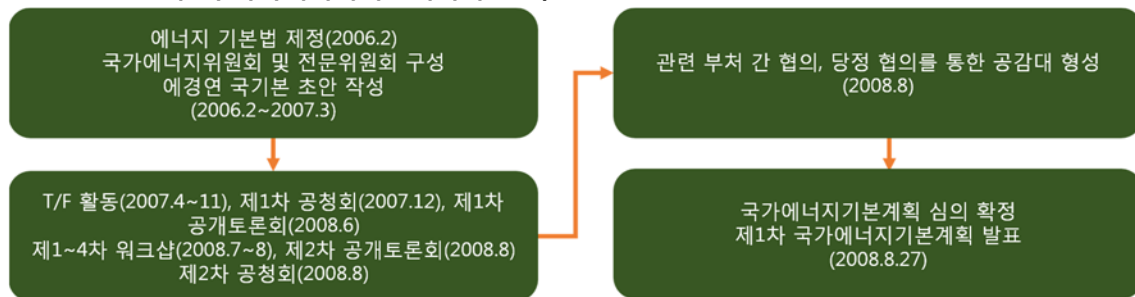 에너지 기본법 제정(2006.2)
국가에너지위원회 및 전문위원회 구성
에경연 국기본 초안 작성
(2006.2~2007.3)
T/F 활동(2007.4~11), 제1차 공청회(2007.12), 제1차
공개토론회(2008.6)
제1~4차 워크샵(2008.7~8), 제2차 공개토론회(2008.8)
제2차 공청회(2008.8)
관련 부처 간 협의, 당정 협의를 통한 공감대 형성
(2008.8)
국가에너지기본계획 심의 확정
제1차 국가에너지기본계획 발표
(2008.8.27)